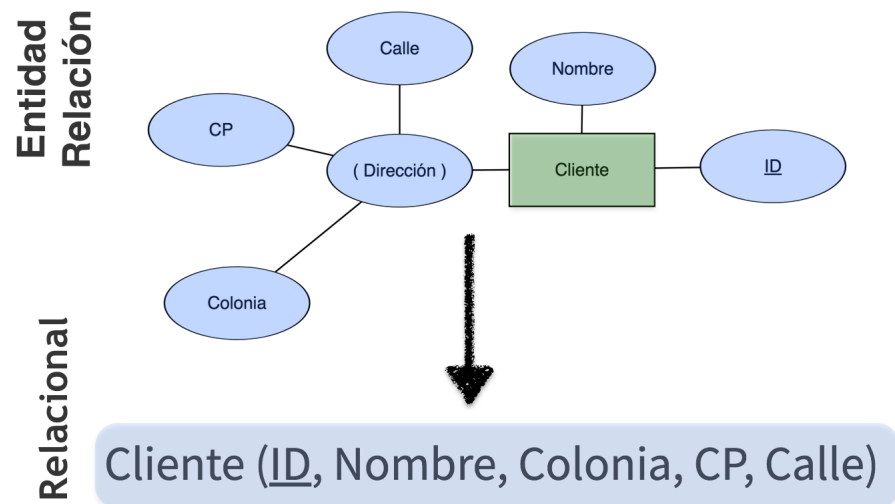 Entidad
Relación
Calle
Nombre
CP
( Dirección )
Cliente
ID
Colonia
Relacional
Cliente (ID, Nombre, Colonia, CP, Calle)